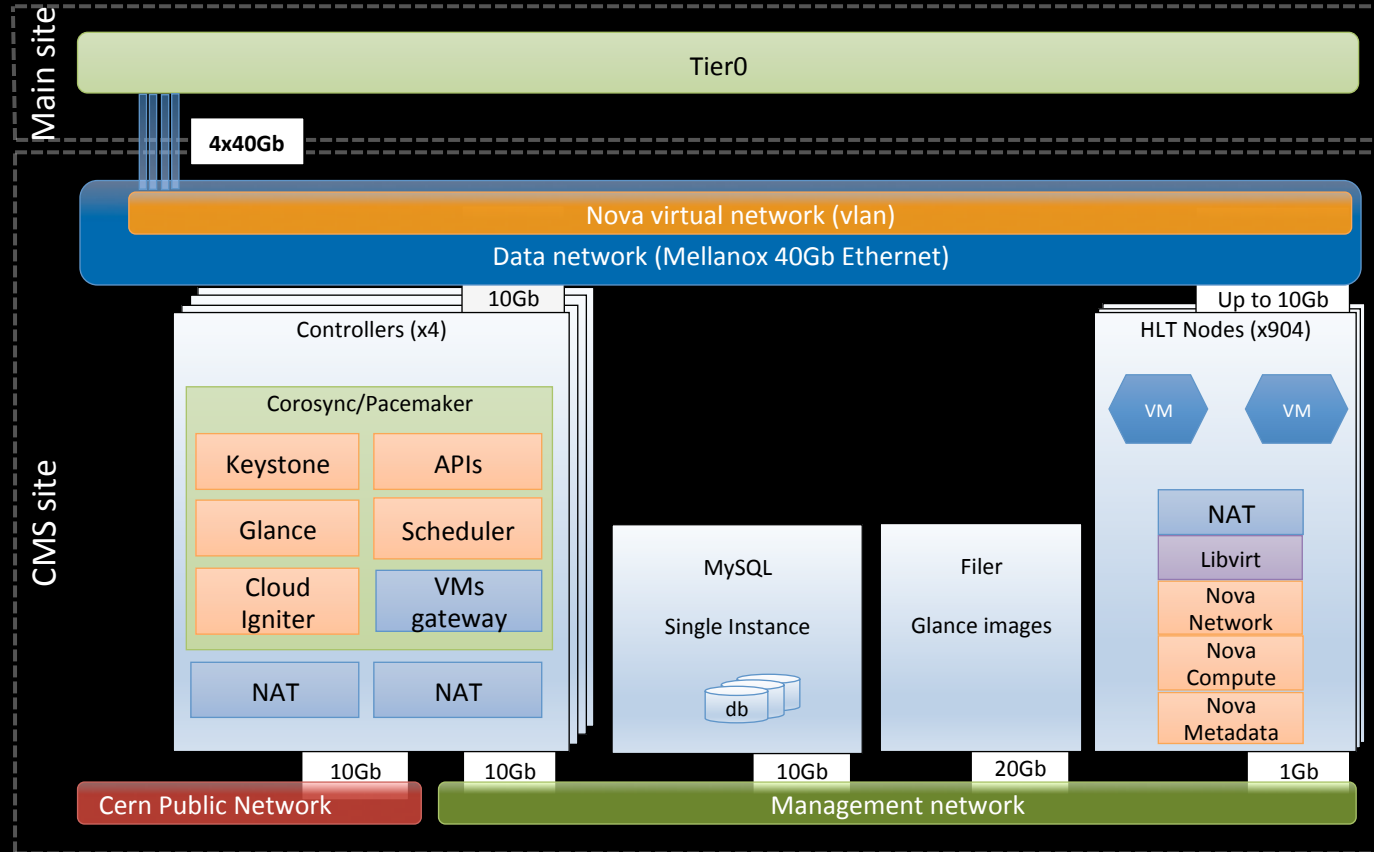 Main site
Tier0
4x40Gb
Nova virtual network (vlan)
Data network (Mellanox 40Gb Ethernet)
CMS site
10Gb
Controllers (x4)
Corosync/Pacemaker
Keystone
APIs
Glance
Scheduler
Cloud
Igniter
VMs
gateway
NAT
NAT
MySQL
Single Instance
db
Filer
Glance images
Up to 10Gb
HLT Nodes (x904)
VM
VM
NAT
Libvirt
Nova
Network
Nova
Compute
Nova
Metadata
10Gb
10Gb
10Gb
20Gb
1Gb
Cern Public Network
Management network